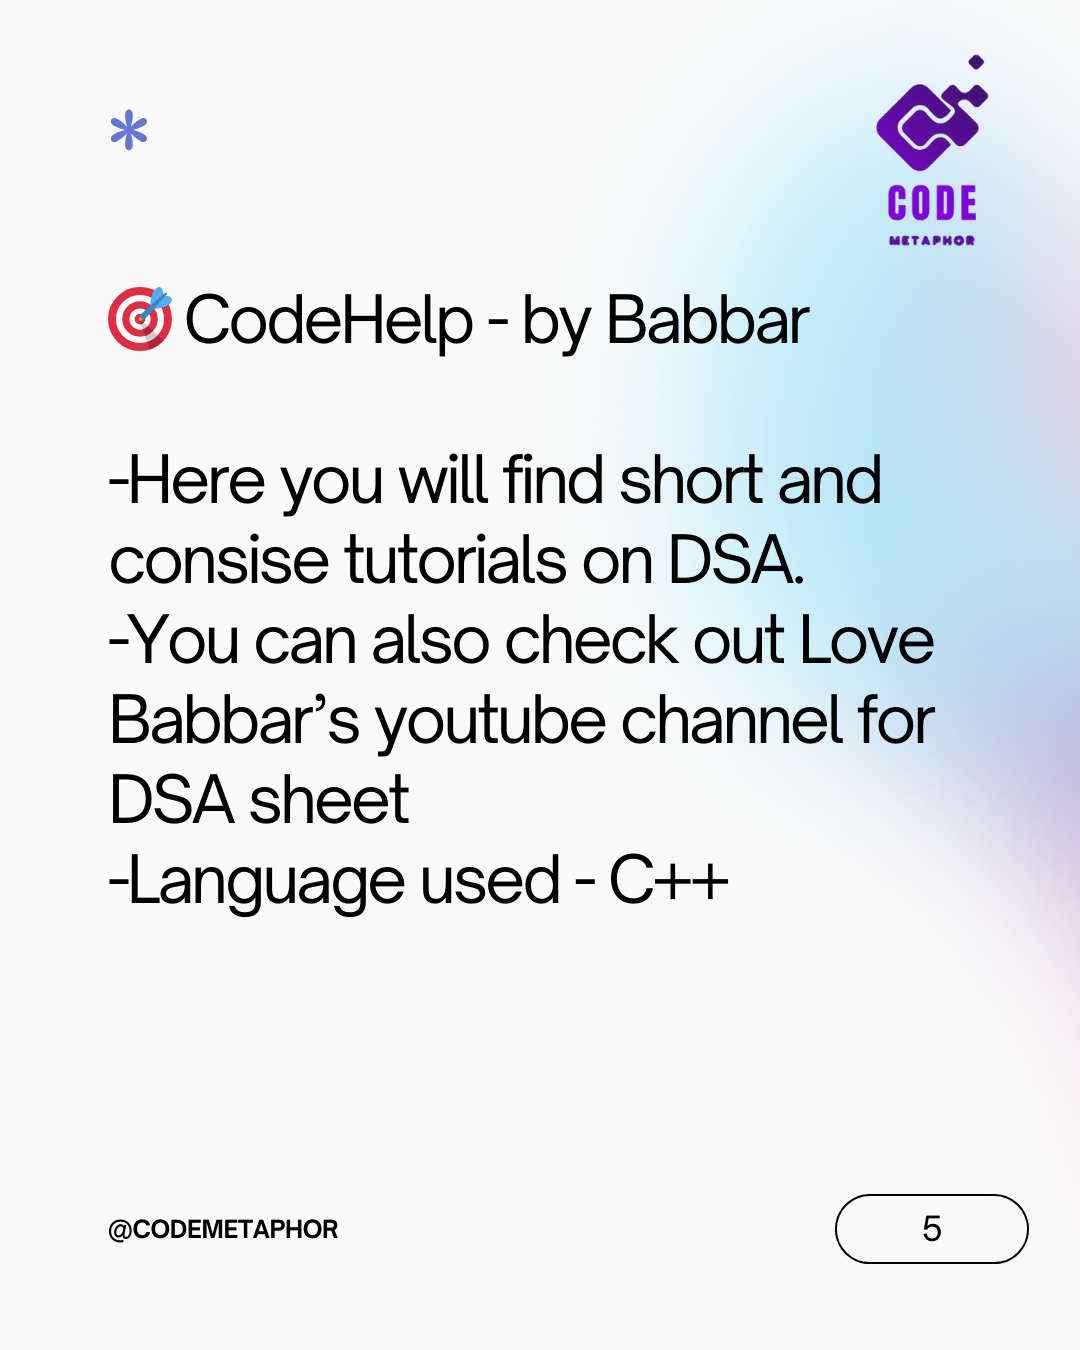 CODE
METAPHOR
🎯 CodeHelp - by Babbar
-Here you will find short and
consise tutorials on DSA.
-You can also check out Love
Babbar’s youtube channel for
DSA sheet
-Language used - C++
@CODEMETAPHOR
5